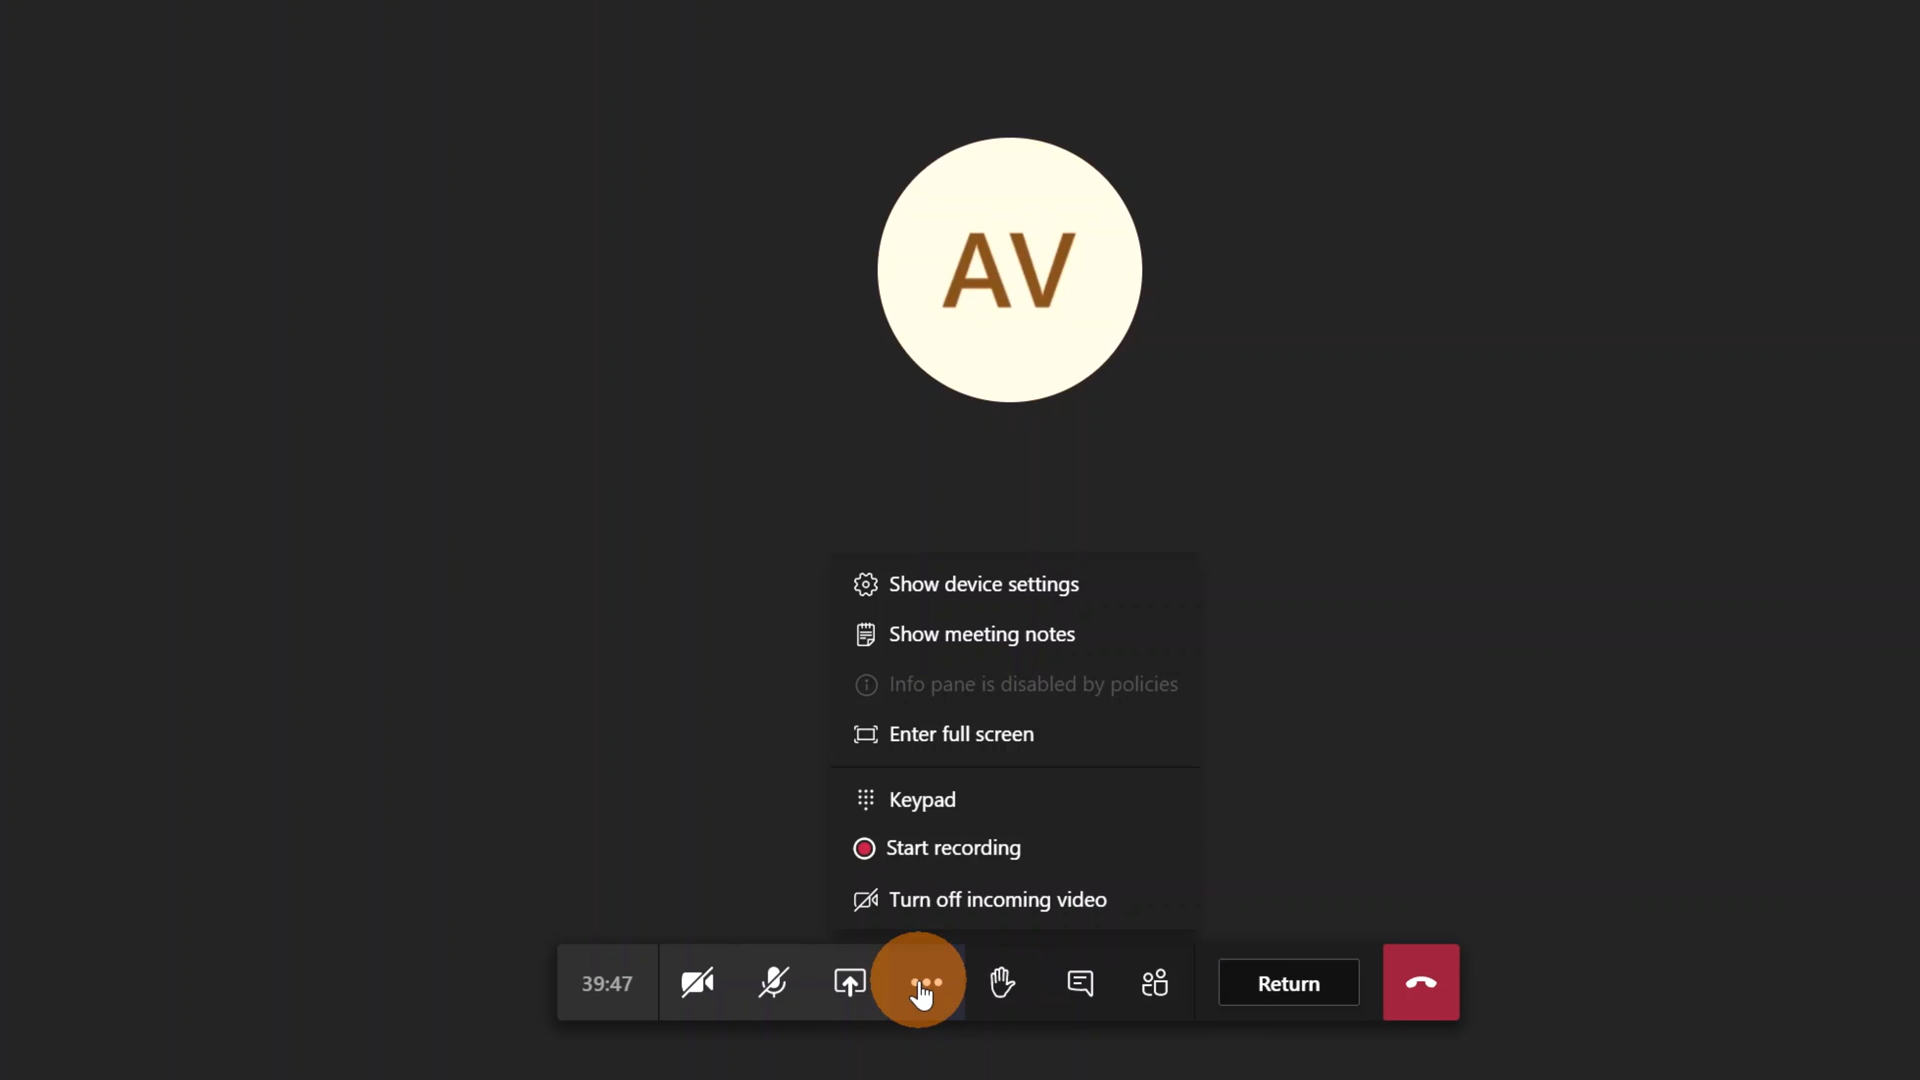 AV
Show device settings
Show meeting notes
Info pane is disabled by policies
Enter full screen
Keypad
Start recording
Turn off incoming video
39:47
Return